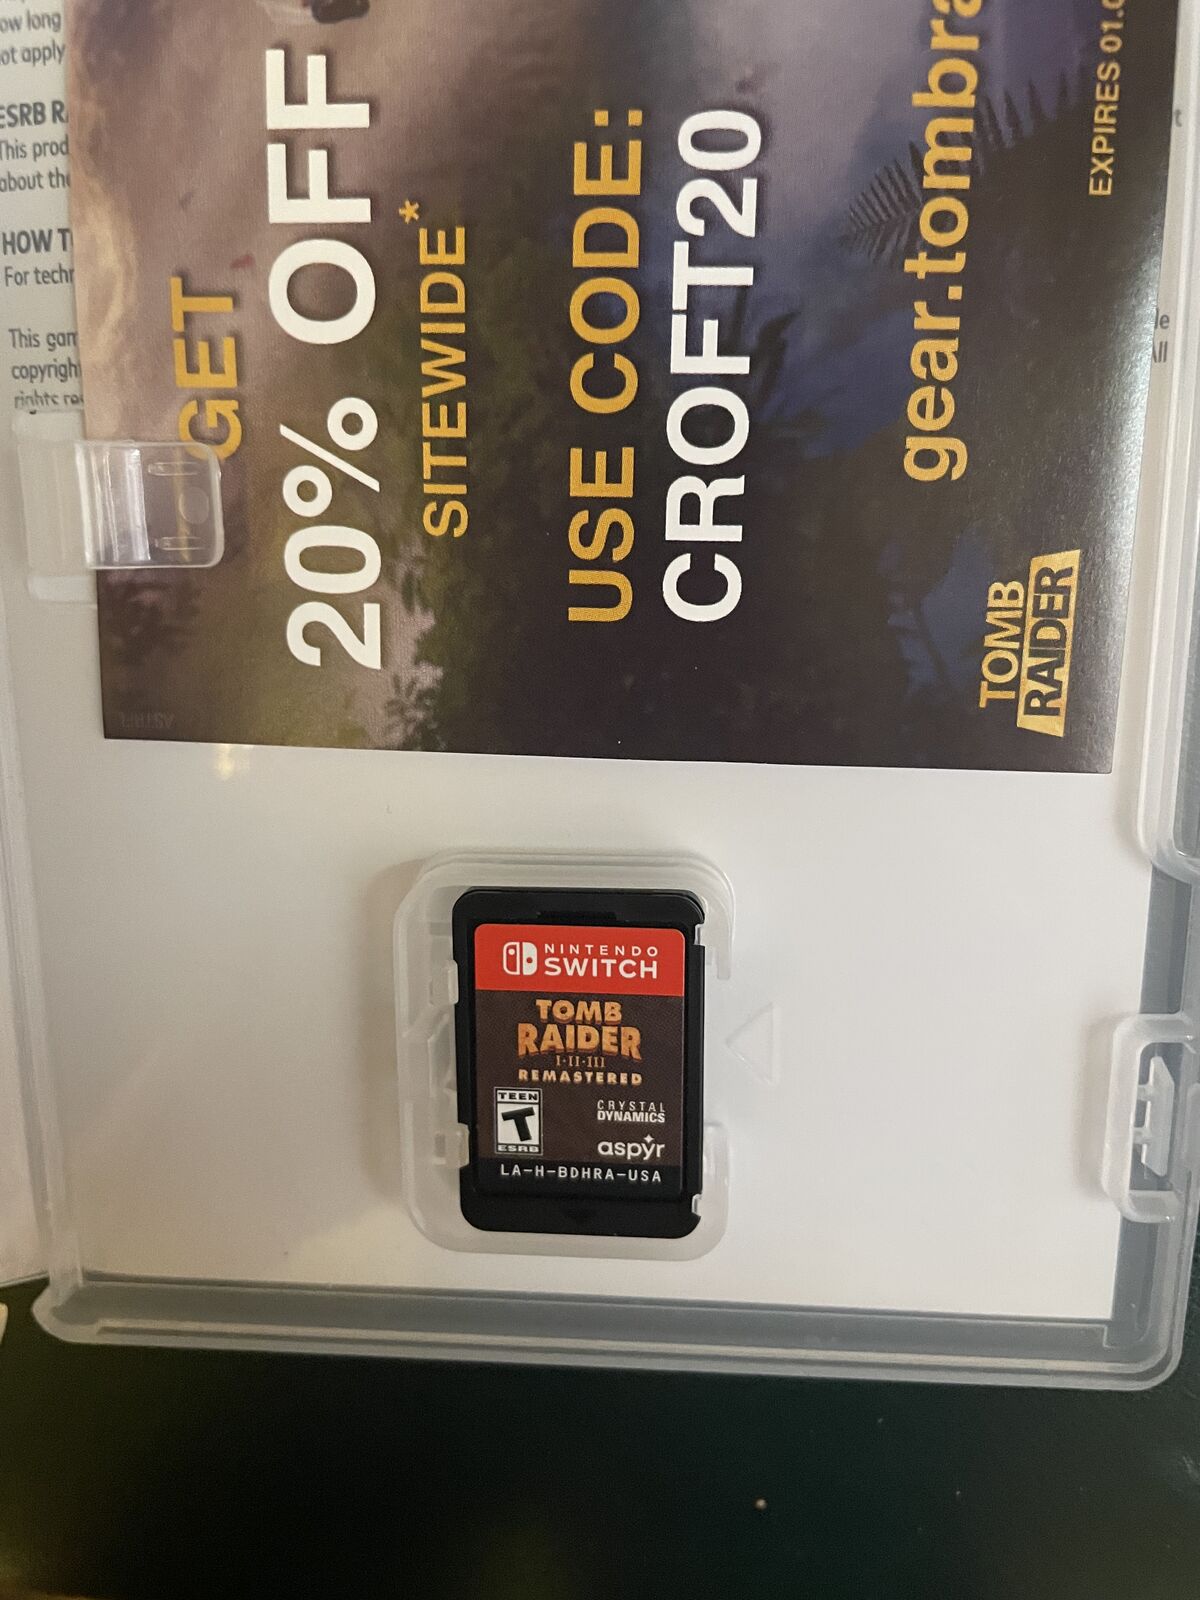 ow long
ot apply
ESRB R
This prod
about the
HOW T
For techn
This gam
copyright
rights
GET
20% OFF
SITEWIDE*
USE CODE:
CROFT20
gear.tombra
EXPIRES 01.
TOMB
RAIDER
NINTENDO
SWITCH
TOMB
RAIDER
I•II•III
REMASTERED
TEEN
T
ESRB
CRYSTAL
DYNAMICS
aspyr
LA-H-BDHRA-USA